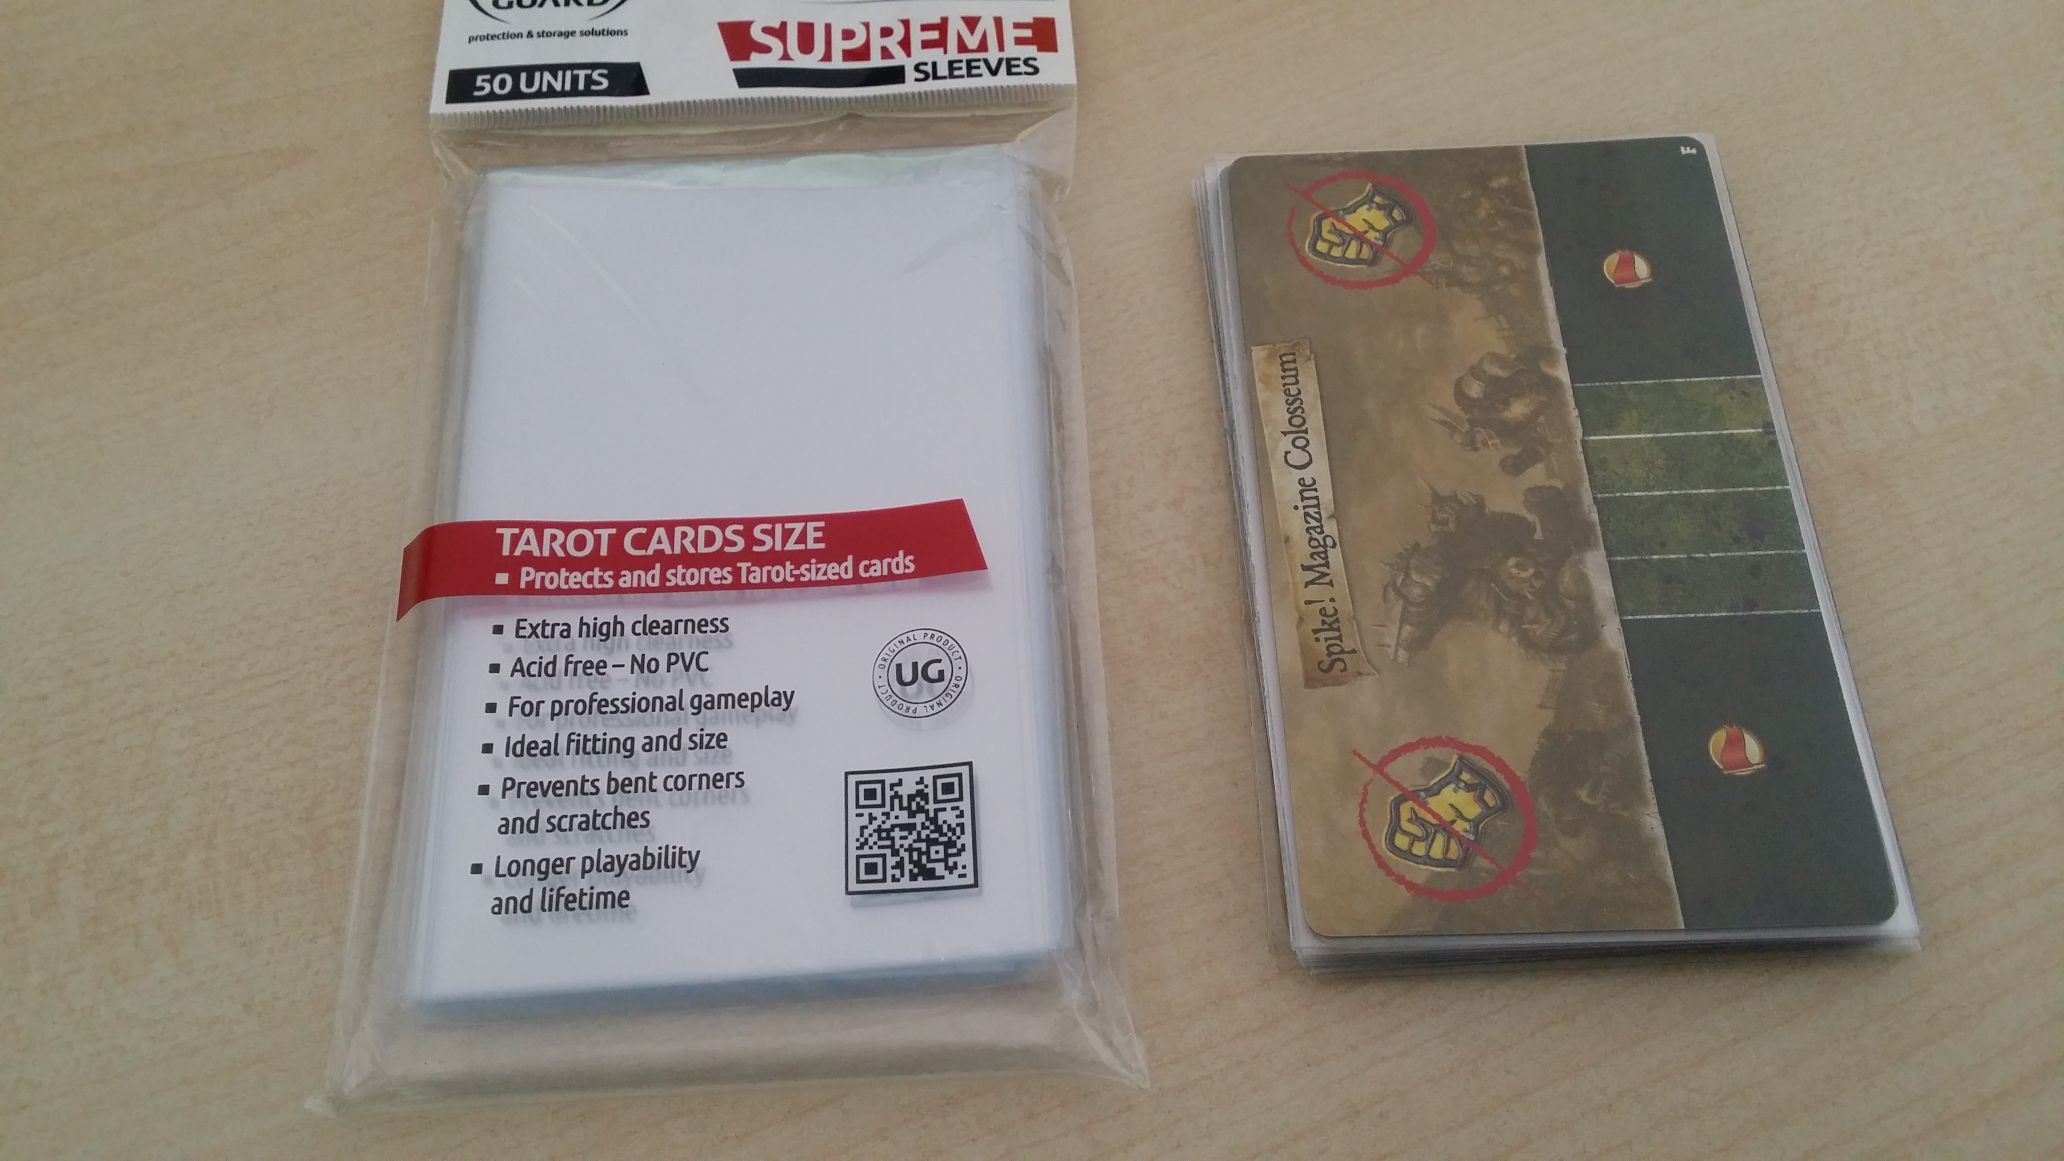 GUARD
protection & storage solutions
50 UNITS
SUPREME
SLEEVES
TAROT CARDS SIZE
▪ Protects and stores Tarot-sized cards
▪ Extra high clearness
▪ Acid free – No PVC
▪ For professional gameplay
▪ Ideal fitting and size
▪ Prevents bent corners
and scratches
▪ Longer playability
and lifetime
ORIGINAL PRODUCT • ORIGINAL PRODUCT •
UG
Spike! Magazine Colosseum
F